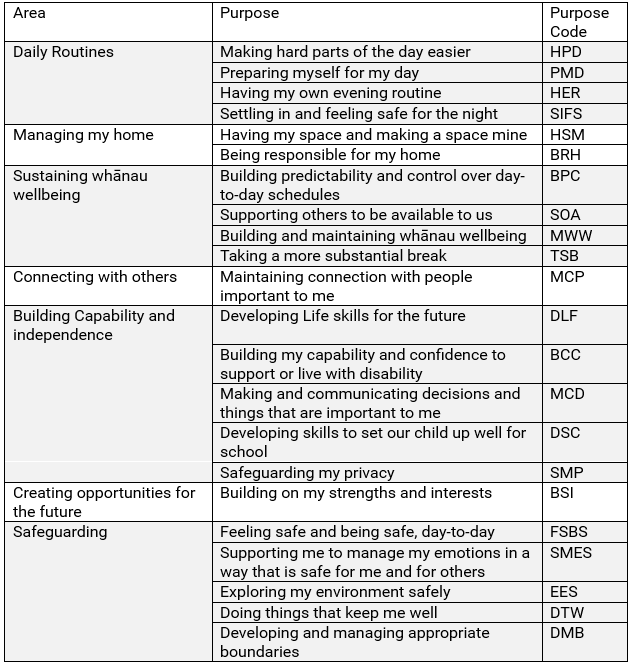 Area Purpose Purpose
Code
Daily Routines Making hard parts of the day easier HPD
Preparing myself for my day PMD
Having my own evening routine HER
Settling in and feeling safe for the night SIFS
Managing my home Having my space and making a space mine HSM
Being responsible for my home BRH
Sustaining whānau Building predictability and control over day- BPC
wellbeing to-day schedules
Supporting others to be available to us SOA
Building and maintaining whānau wellbeing MWW
Taking a more substantial break TSB
Connecting with others Maintaining connection with people MCP
important to me
Building Capability and Developing Life skills for the future DLF
independence
Building my capability and confidence to BCC
support or live with disability
Making and communicating decisions and MCD
things that are important to me
Developing skills to set our child up well for DSC
school
Safeguarding my privacy SMP
Creating opportunities for Building on my strengths and interests BSI
the future
Safeguarding Feeling safe and being safe, day-to-day FSBS
Supporting me to manage my emotions in a SMES
way that is safe for me and for others
Exploring my environment safely EES
Doing things that keep me well DTW
Developing and managing appropriate DMB
boundaries